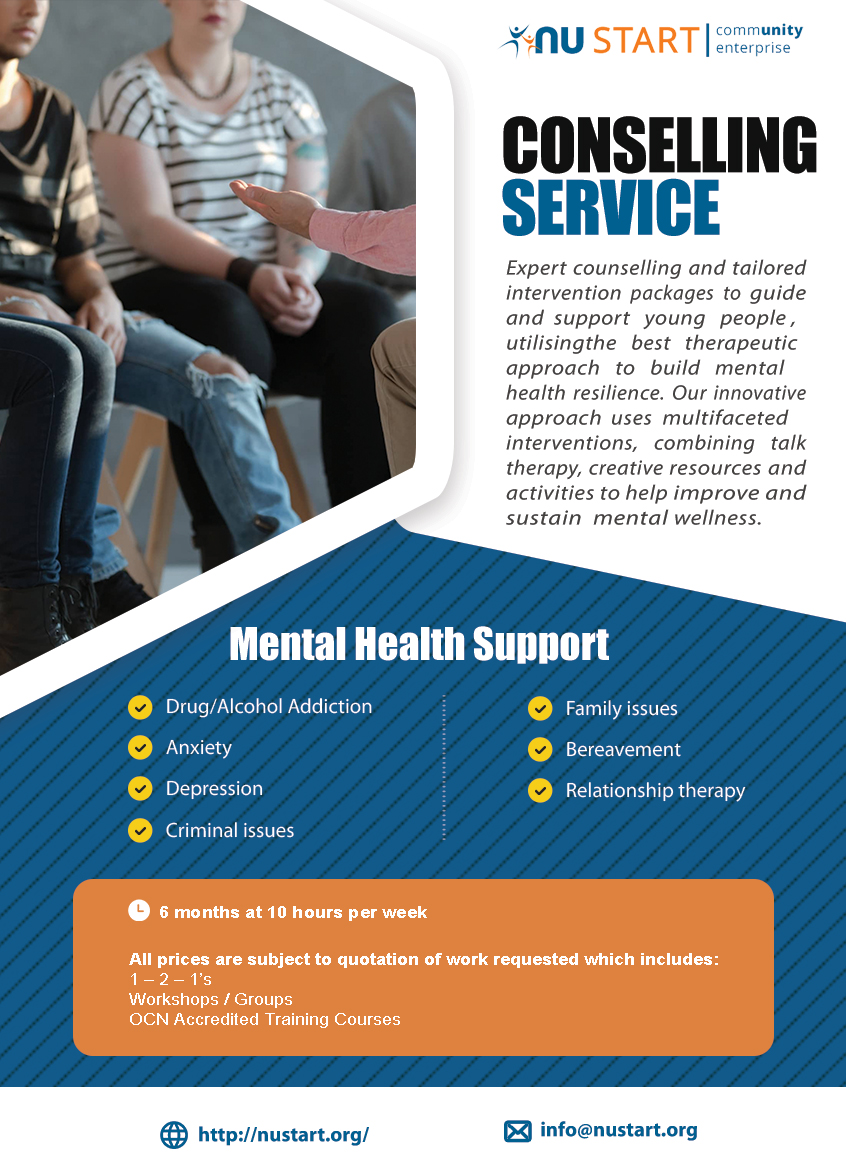 nu START | community
enterprise
CONSELLING
SERVICE
Expert counselling and tailored
intervention packages to guide
and support young people ,
utilisingthe best therapeutic
approach to build mental
health resilience. Our innovative
approach uses multifaceted
interventions, combining talk
therapy, creative resources and
activities to help improve and
sustain mental wellness.
Mental Health Support
Drug/Alcohol Addiction
Anxiety
Depression
Criminal issues
Family issues
Bereavement
Relationship therapy
6 months at 10 hours per week
All prices are subject to quotation of work requested which includes:
1 – 2 – 1’s
Workshops / Groups
OCN Accredited Training Courses
http://nustart.org/
info@nustart.org